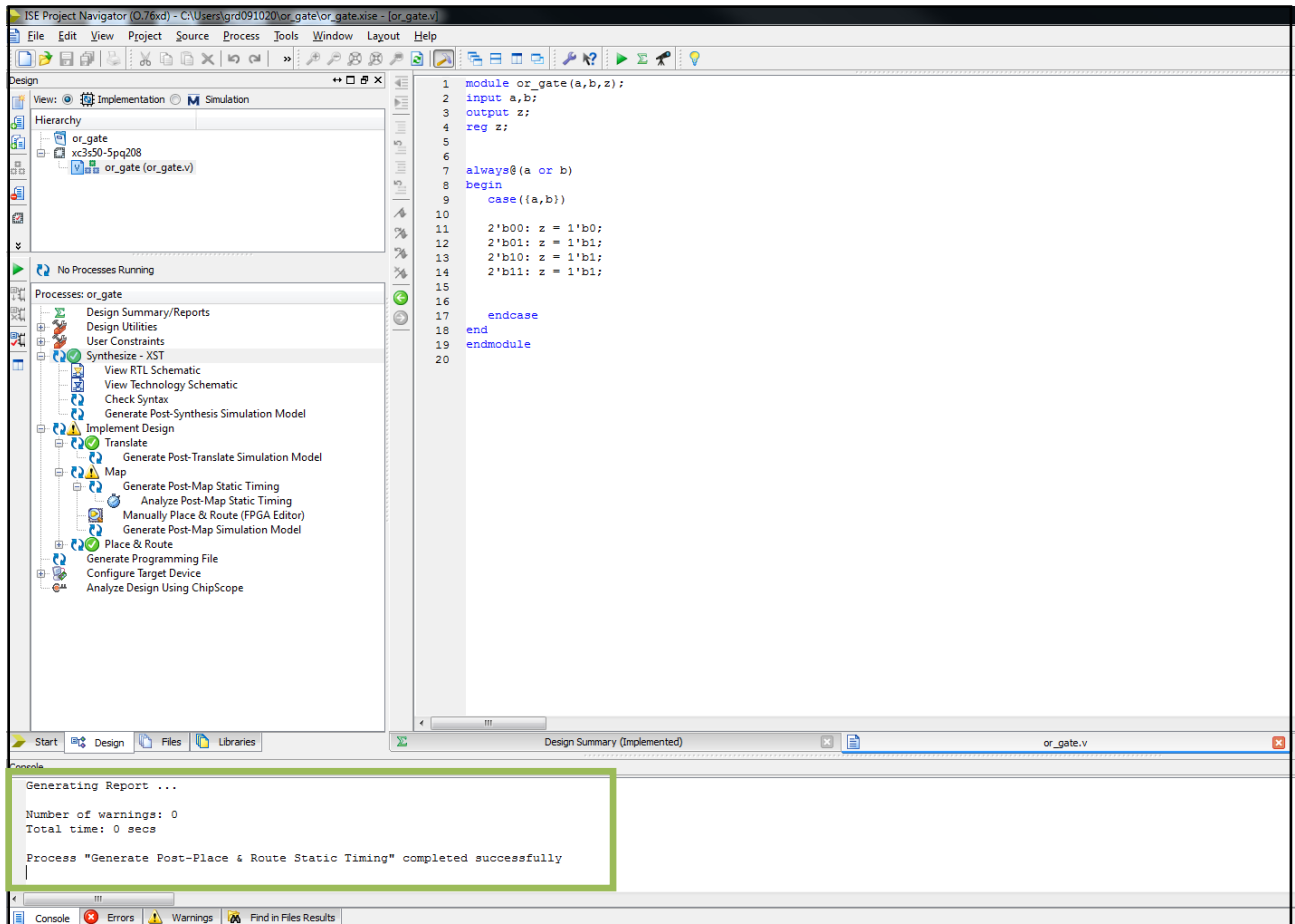 ISE Project Navigator (O.76xd) - C:\Users\grd091020\or_gate\or_gate.xise - [or_gate.v]
File Edit View Project Source Process Tools Window Layout Help
Design
View: Implementation Simulation
Hierarchy
or_gate
xc3s50-5pq208
or_gate (or_gate.v)
No Processes Running
Processes: or_gate
Design Summary/Reports
Design Utilities
User Constraints
Synthesize - XST
View RTL Schematic
View Technology Schematic
Check Syntax
Generate Post-Synthesis Simulation Model
Implement Design
Translate
Generate Post-Translate Simulation Model
Map
Generate Post-Map Static Timing
Analyze Post-Map Static Timing
Manually Place & Route (FPGA Editor)
Generate Post-Map Simulation Model
Place & Route
Generate Programming File
Configure Target Device
Analyze Design Using ChipScope
Start Design Files Libraries
1 module or_gate(a,b,z);
2 input a,b;
3 output z;
4 reg z;
5
6
7 always@(a or b)
8 begin
9 case({a,b})
10
11 2'b00: z = 1'b0;
12 2'b01: z = 1'b1;
13 2'b10: z = 1'b1;
14 2'b11: z = 1'b1;
15
16
17 endcase
18 end
19 endmodule
20
Design Summary (Implemented) or_gate.v
Console
Generating Report ...
Number of warnings: 0
Total time: 0 secs
Process "Generate Post-Place & Route Static Timing" completed successfully
Console Errors Warnings Find in Files Results